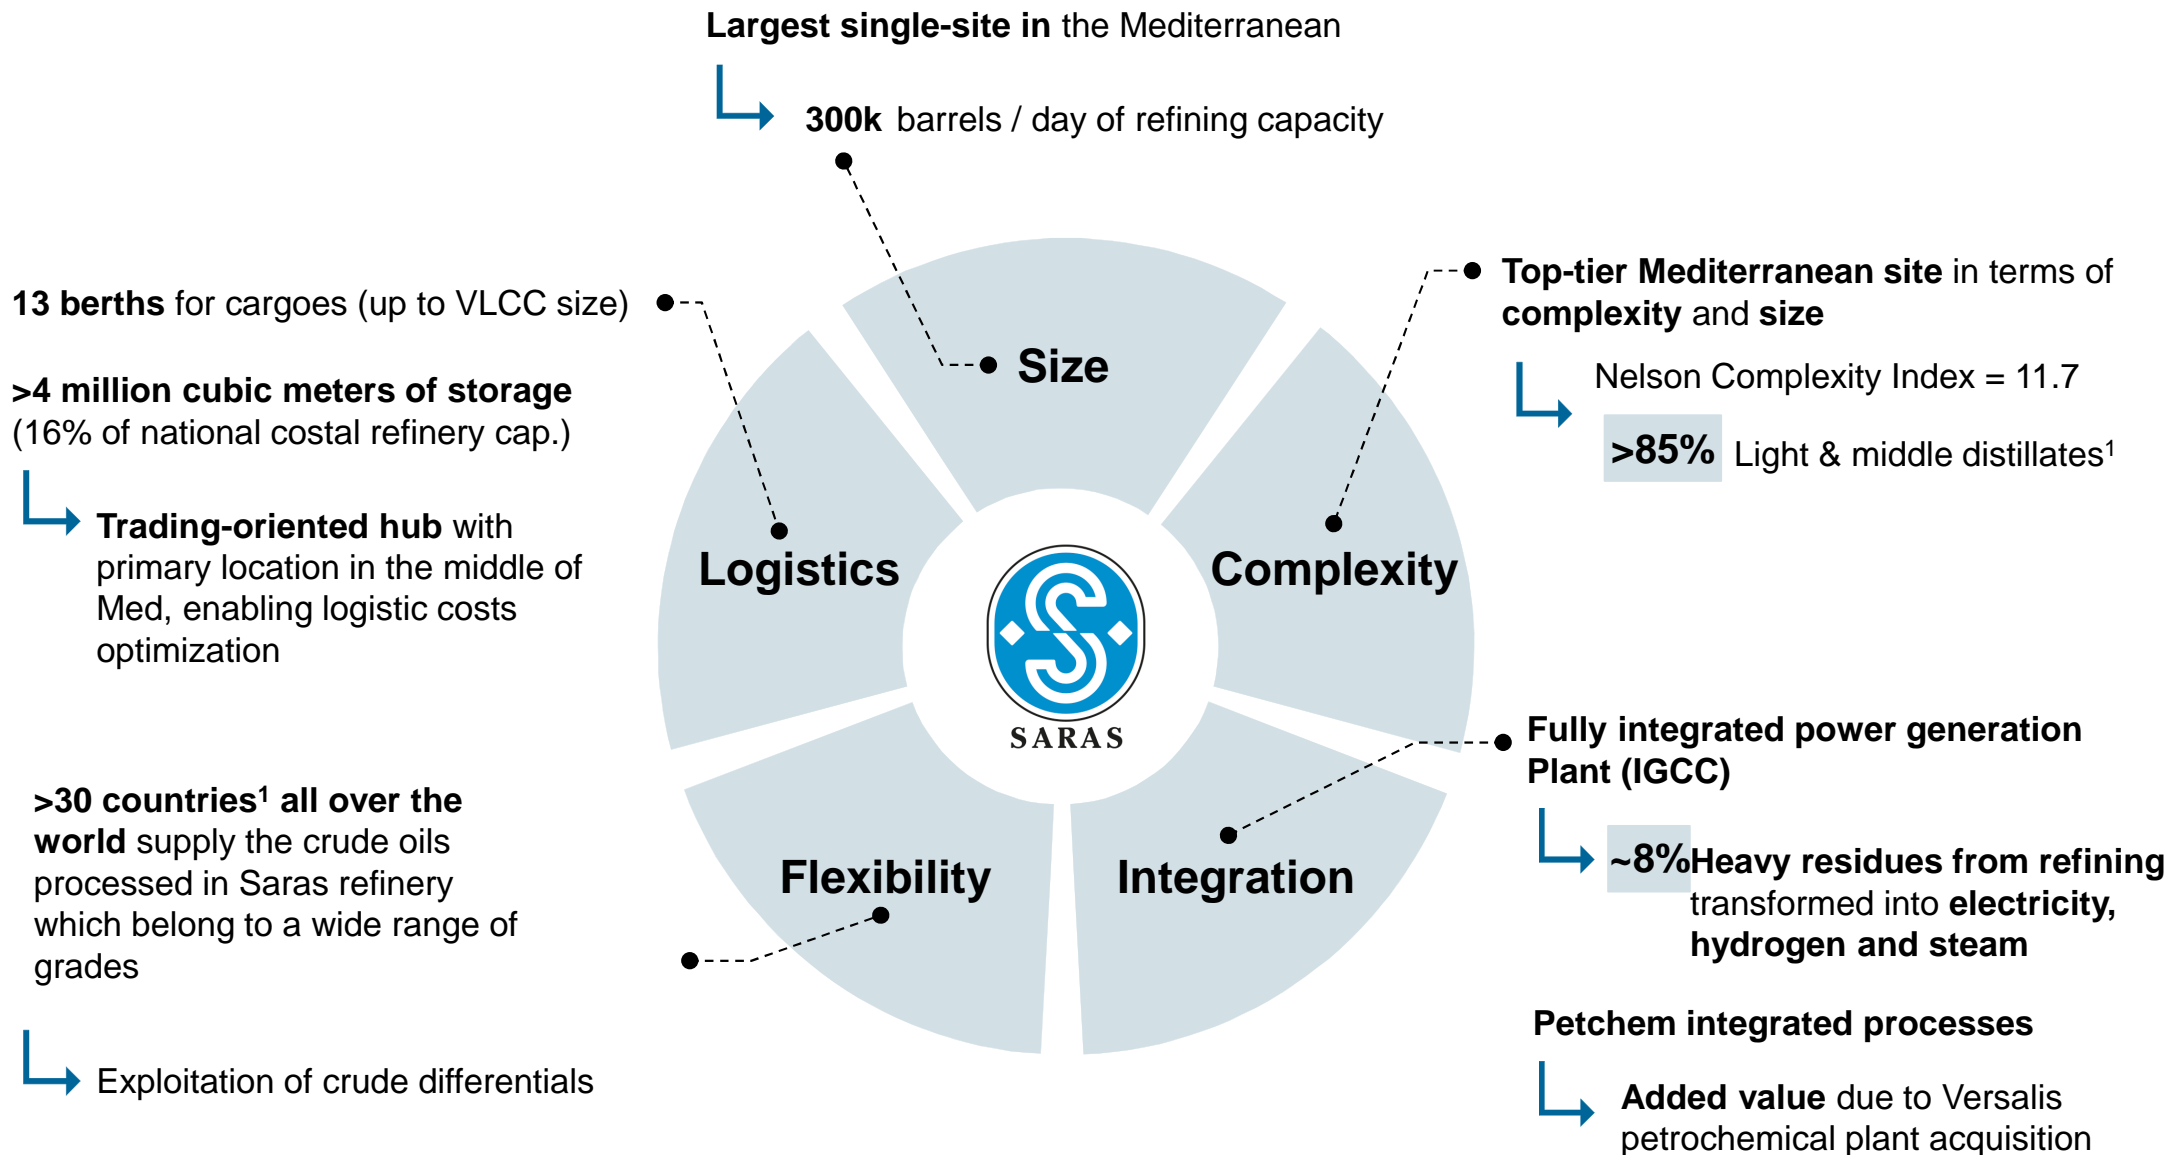 Largest single-site in the Mediterranean
300k barrels / day of refining capacity
13 berths for cargoes (up to VLCC size)
>4 million cubic meters of storage
(16% of national costal refinery cap.)
Trading-oriented hub with
primary location in the middle of
Med, enabling logistic costs
optimization
>30 countries¹ all over the
world supply the crude oils
processed in Saras refinery
which belong to a wide range of
grades
Exploitation of crude differentials
Size
Logistics
Complexity
SARAS
Flexibility
Integration
Top-tier Mediterranean site in terms of
complexity and size
Nelson Complexity Index = 11.7
>85% Light & middle distillates¹
Fully integrated power generation
Plant (IGCC)
~8% Heavy residues from refining
transformed into electricity,
hydrogen and steam
Petchem integrated processes
Added value due to Versalis
petrochemical plant acquisition